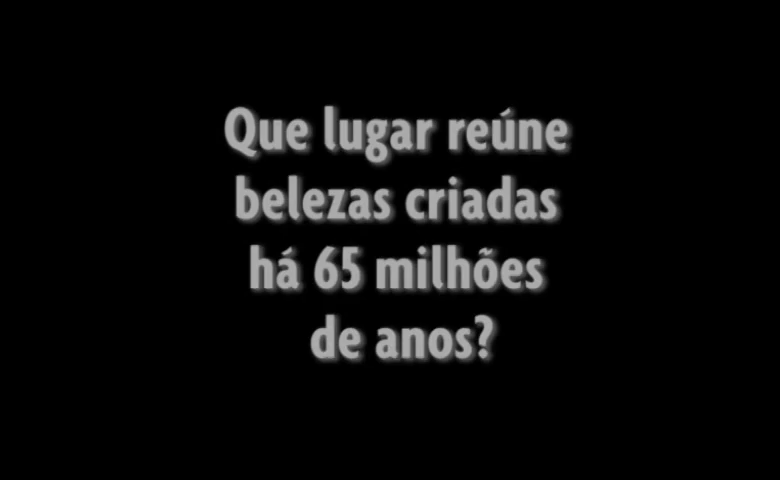 Que lugar reúne
belezas criadas
há 65 milhões
de anos?